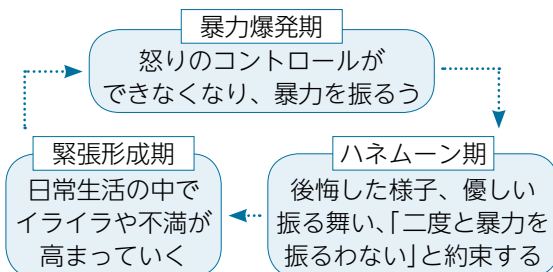 暴力爆発期
怒りのコントロールが
できなくなり、暴力を振るう
緊張形成期
日常生活の中で
イライラや不満が
高まっていく
ハネムーン期
後悔した様子、優しい
振る舞い、「二度と暴力を
振るわない」と約束する